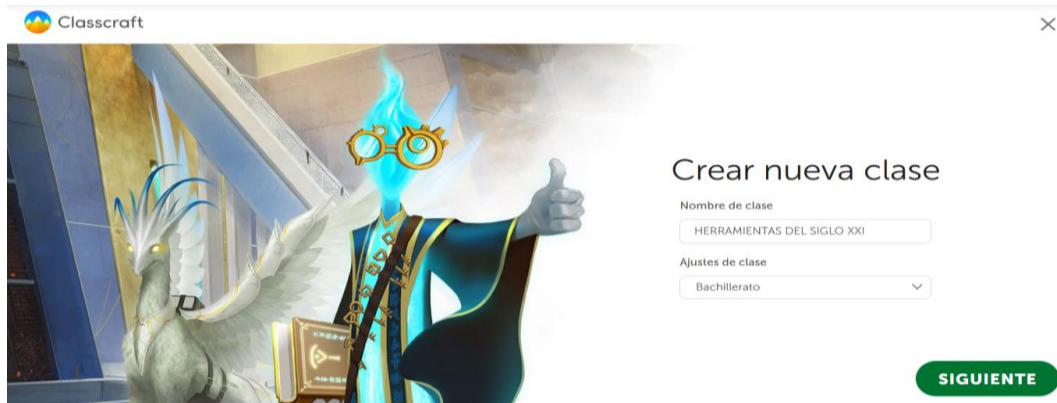 Classcraft
Crear nueva clase
Nombre de clase
HERRAMIENTAS DEL SIGLO XXI
Ajustes de clase
Bachillerato
SIGUIENTE